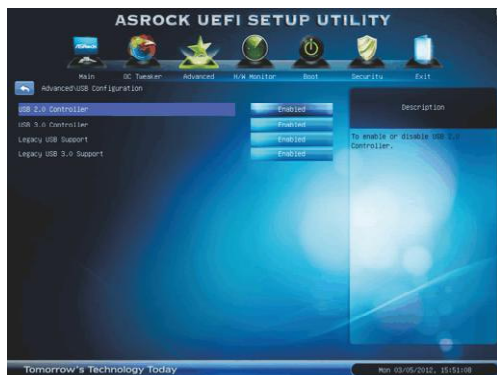 ASROCK UEFI SETUP UTILITY
ASRock
Main
OC Tweaker
Advanced
H/W Monitor
Boot
Security
Exit
Advanced\USB Configuration
USB 2.0 Controller Enabled
USB 3.0 Controller Enabled
Legacy USB Support Enabled
Legacy USB 3.0 Support Enabled
Description
To enable or disable USB 2.0
Controller.
Tomorrow's Technology Today
Mon 03/05/2012, 15:51:08